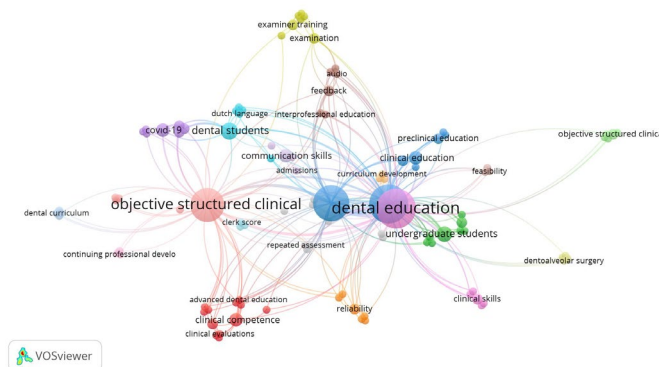 examiner training
examination
audio
feedback
dutch language
interprofessional education
covid-19
dental students
preclinical education
objective structured clinica
communication skills
clinical education
admissions
curriculum development
feasibility
objective structured clinical
dental education
dental curriculum
clerk score
undergraduate students
repeated assessment
continuing professional develo
dentoalveolar surgery
advanced dental education
clinical skills
reliability
clinical competence
clinical evaluations
VOSviewer